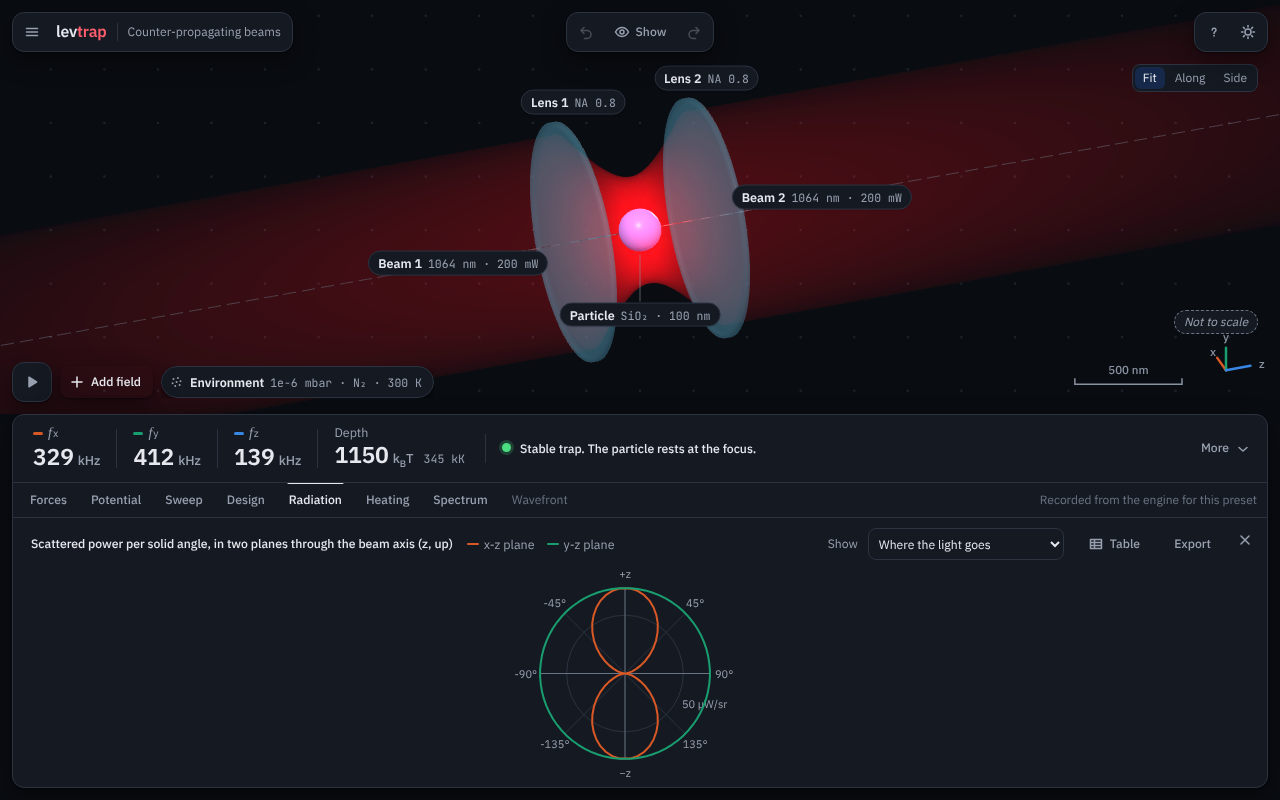 levtrap Counter-propagating beams
Show
?
Fit Along Side
Lens 2 NA 0.8
Lens 1 NA 0.8
Beam 2 1064 nm · 200 mW
Beam 1 1064 nm · 200 mW
Particle SiO₂ · 100 nm
Not to scale
y
x
z
500 nm
Add field
Environment 1e-6 mbar · N₂ · 300 K
fx
329 kHz
fy
412 kHz
fz
139 kHz
Depth
1150 kBT 345 kK
Stable trap. The particle rests at the focus.
More
Forces Potential Sweep Design Radiation Heating Spectrum Wavefront
Recorded from the engine for this preset
Scattered power per solid angle, in two planes through the beam axis (z, up)
x-z plane y-z plane
Show Where the light goes
Table
Export
+z
-45° 45°
-90° 90°
50 µW/sr
-135° 135°
−z